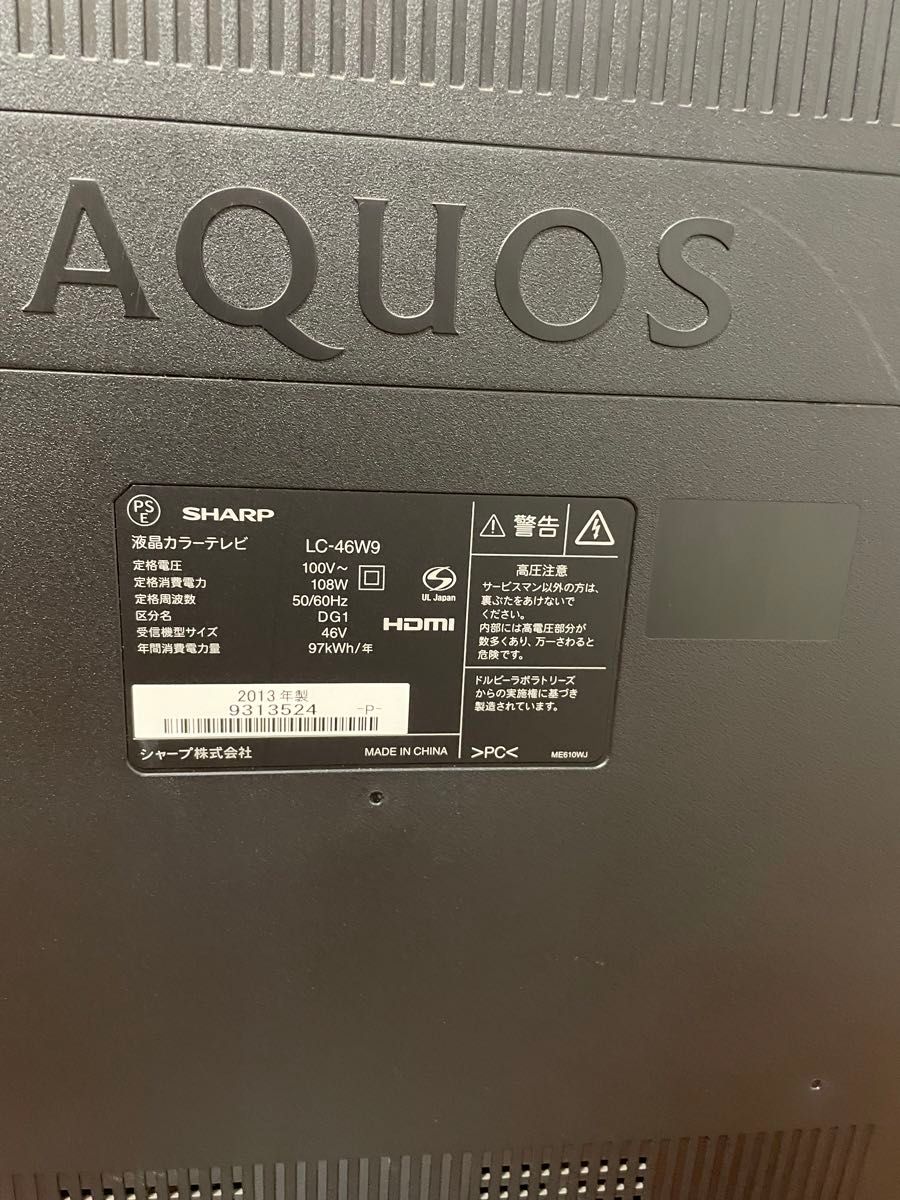 AQUOS
PS
E
SHARP
液晶カラーテレビ LC-46W9
定格電圧 100V～
定格消費電力 108W
定格周波数 50/60Hz
区分名 DG1
受信機型サイズ 46V
年間消費電力量 97kWh/年
UL Japan
HDMI
2013年製
9313524 -P-
シャープ株式会社 MADE IN CHINA
警告
高圧注意
サービスマン以外の方は、
裏ぶたをあけないで
ください。
内部には高電圧部分が
数多くあり、万一さわると
危険です。
ドルビーラボラトリーズ
からの実施権に基づき
製造されています。
>PC< ME610WJ